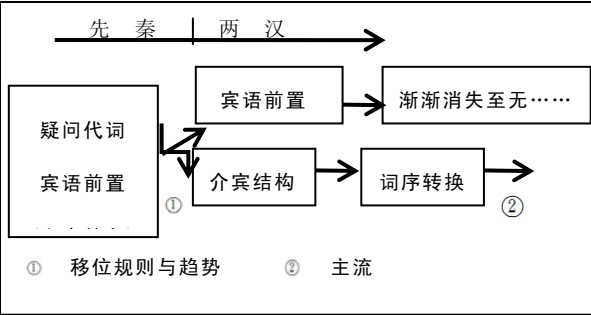 先 秦 两 汉
宾语前置
渐渐消失至无……
疑问代词
宾语前置
介宾结构
词序转换
①
②
① 移位规则与趋势 ② 主流